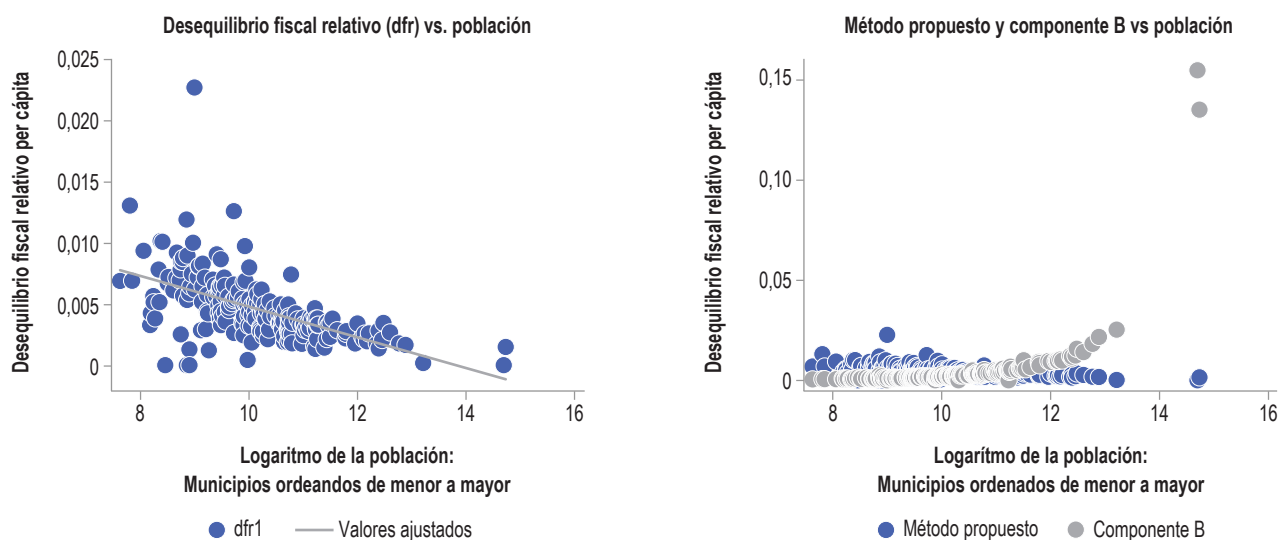 Desequilibrio fiscal relativo (dfr) vs. población
Desequilibrio fiscal relativo per cápita
0,025
0,020
0,015
0,010
0,005
0
8
10
12
14
16
Logaritmo de la población:
Municipios ordeandos de menor a mayor
dfr1
Valores ajustados
Método propuesto y componente B vs población
Desequilibrio fiscal relativo per cápita
0,15
0,10
0,05
0
8
10
12
14
16
Logarítmo de la población:
Municipios ordenados de menor a mayor
Método propuesto
Componente B